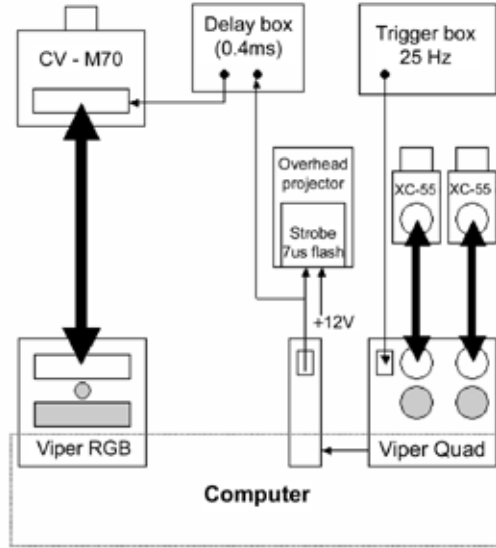 CV - M70
Delay box
(0.4ms)
Trigger box
25 Hz
Overhead
projector
Strobe
7us flash
XC-55
XC-55
+12V
Viper RGB
Viper Quad
Computer